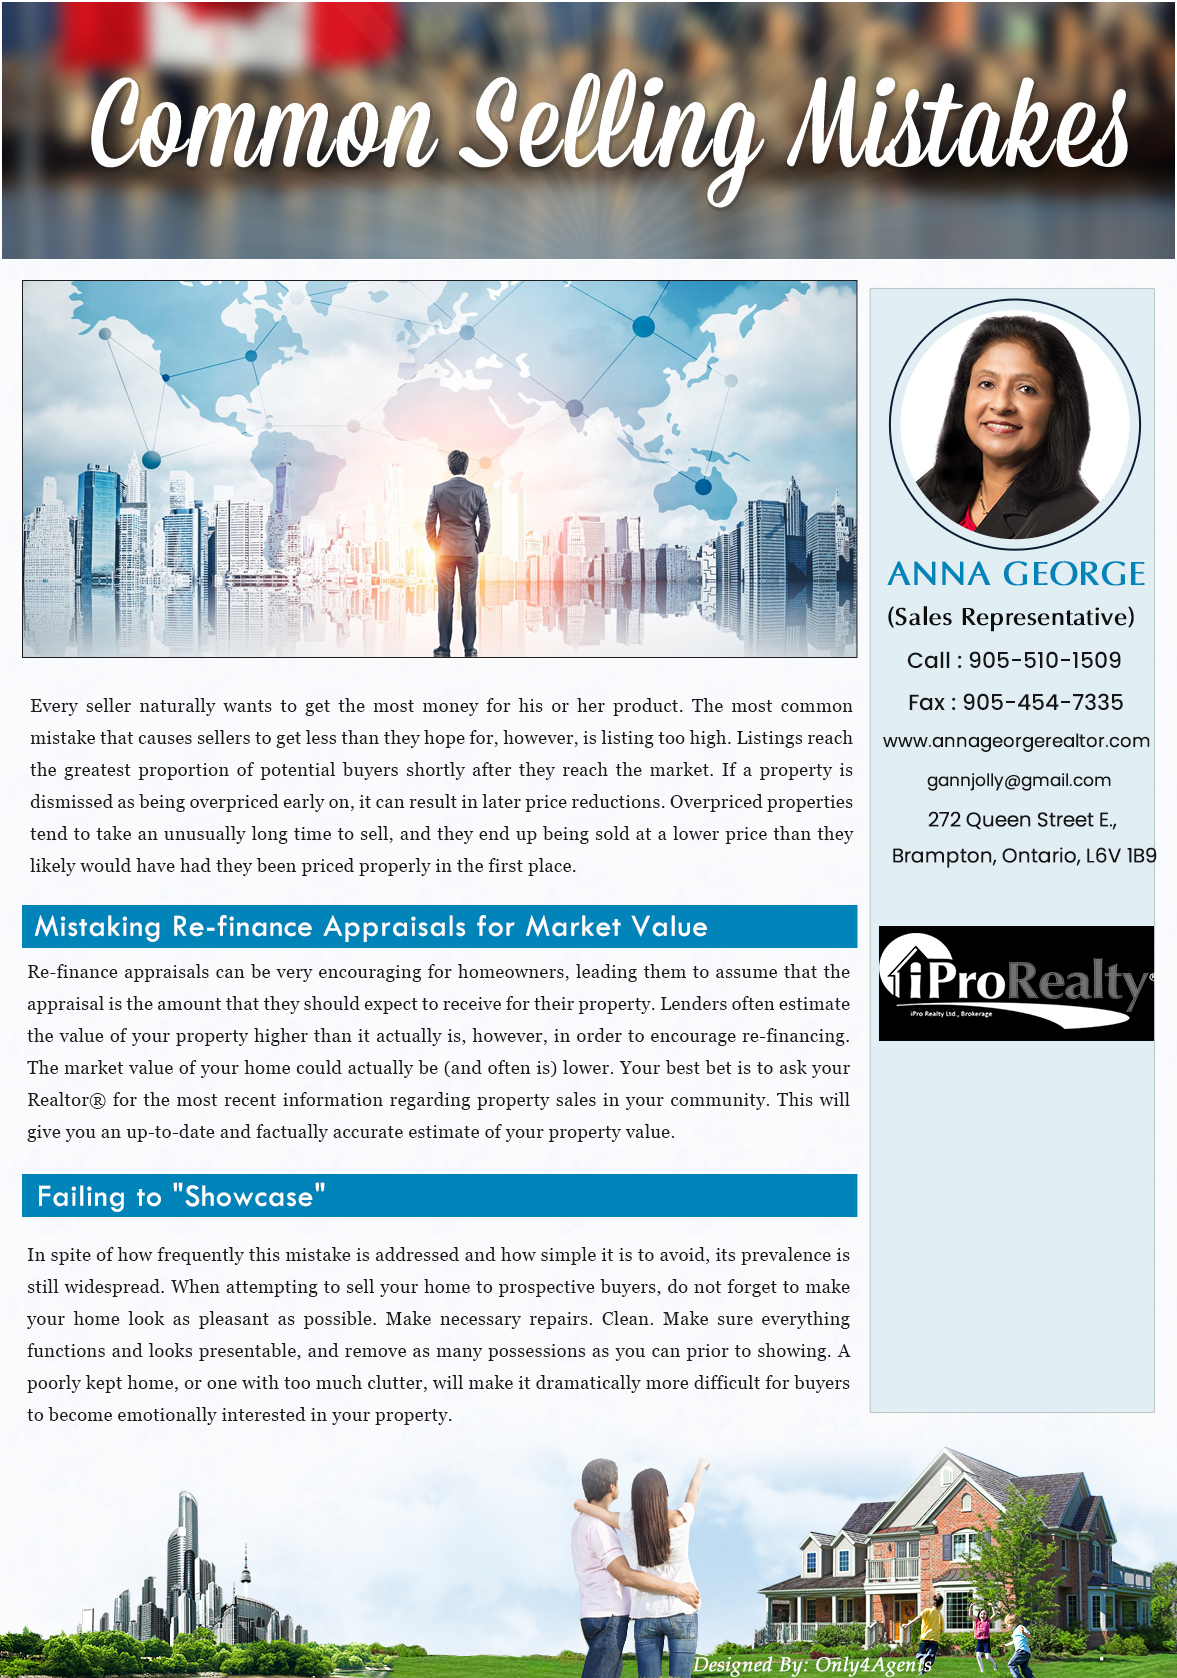 Common Selling Mistakes
ANNA GEORGE
(Sales Representative)
Call : 905-510-1509
Fax : 905-454-7335
www.annageorgerealtor.com
gannjolly@gmail.com
272 Queen Street E.,
Brampton, Ontario, L6V 1B9
iProRealty®
iPro Realty Ltd., Brokerage
Every seller naturally wants to get the most money for his or her product. The most common
mistake that causes sellers to get less than they hope for, however, is listing too high. Listings reach
the greatest proportion of potential buyers shortly after they reach the market. If a property is
dismissed as being overpriced early on, it can result in later price reductions. Overpriced properties
tend to take an unusually long time to sell, and they end up being sold at a lower price than they
likely would have had they been priced properly in the first place.
Mistaking Re-finance Appraisals for Market Value
Re-finance appraisals can be very encouraging for homeowners, leading them to assume that the
appraisal is the amount that they should expect to receive for their property. Lenders often estimate
the value of your property higher than it actually is, however, in order to encourage re-financing.
The market value of your home could actually be (and often is) lower. Your best bet is to ask your
Realtor® for the most recent information regarding property sales in your community. This will
give you an up-to-date and factually accurate estimate of your property value.
Failing to "Showcase"
In spite of how frequently this mistake is addressed and how simple it is to avoid, its prevalence is
still widespread. When attempting to sell your home to prospective buyers, do not forget to make
your home look as pleasant as possible. Make necessary repairs. Clean. Make sure everything
functions and looks presentable, and remove as many possessions as you can prior to showing. A
poorly kept home, or one with too much clutter, will make it dramatically more difficult for buyers
to become emotionally interested in your property.
Designed By: Only4Agents